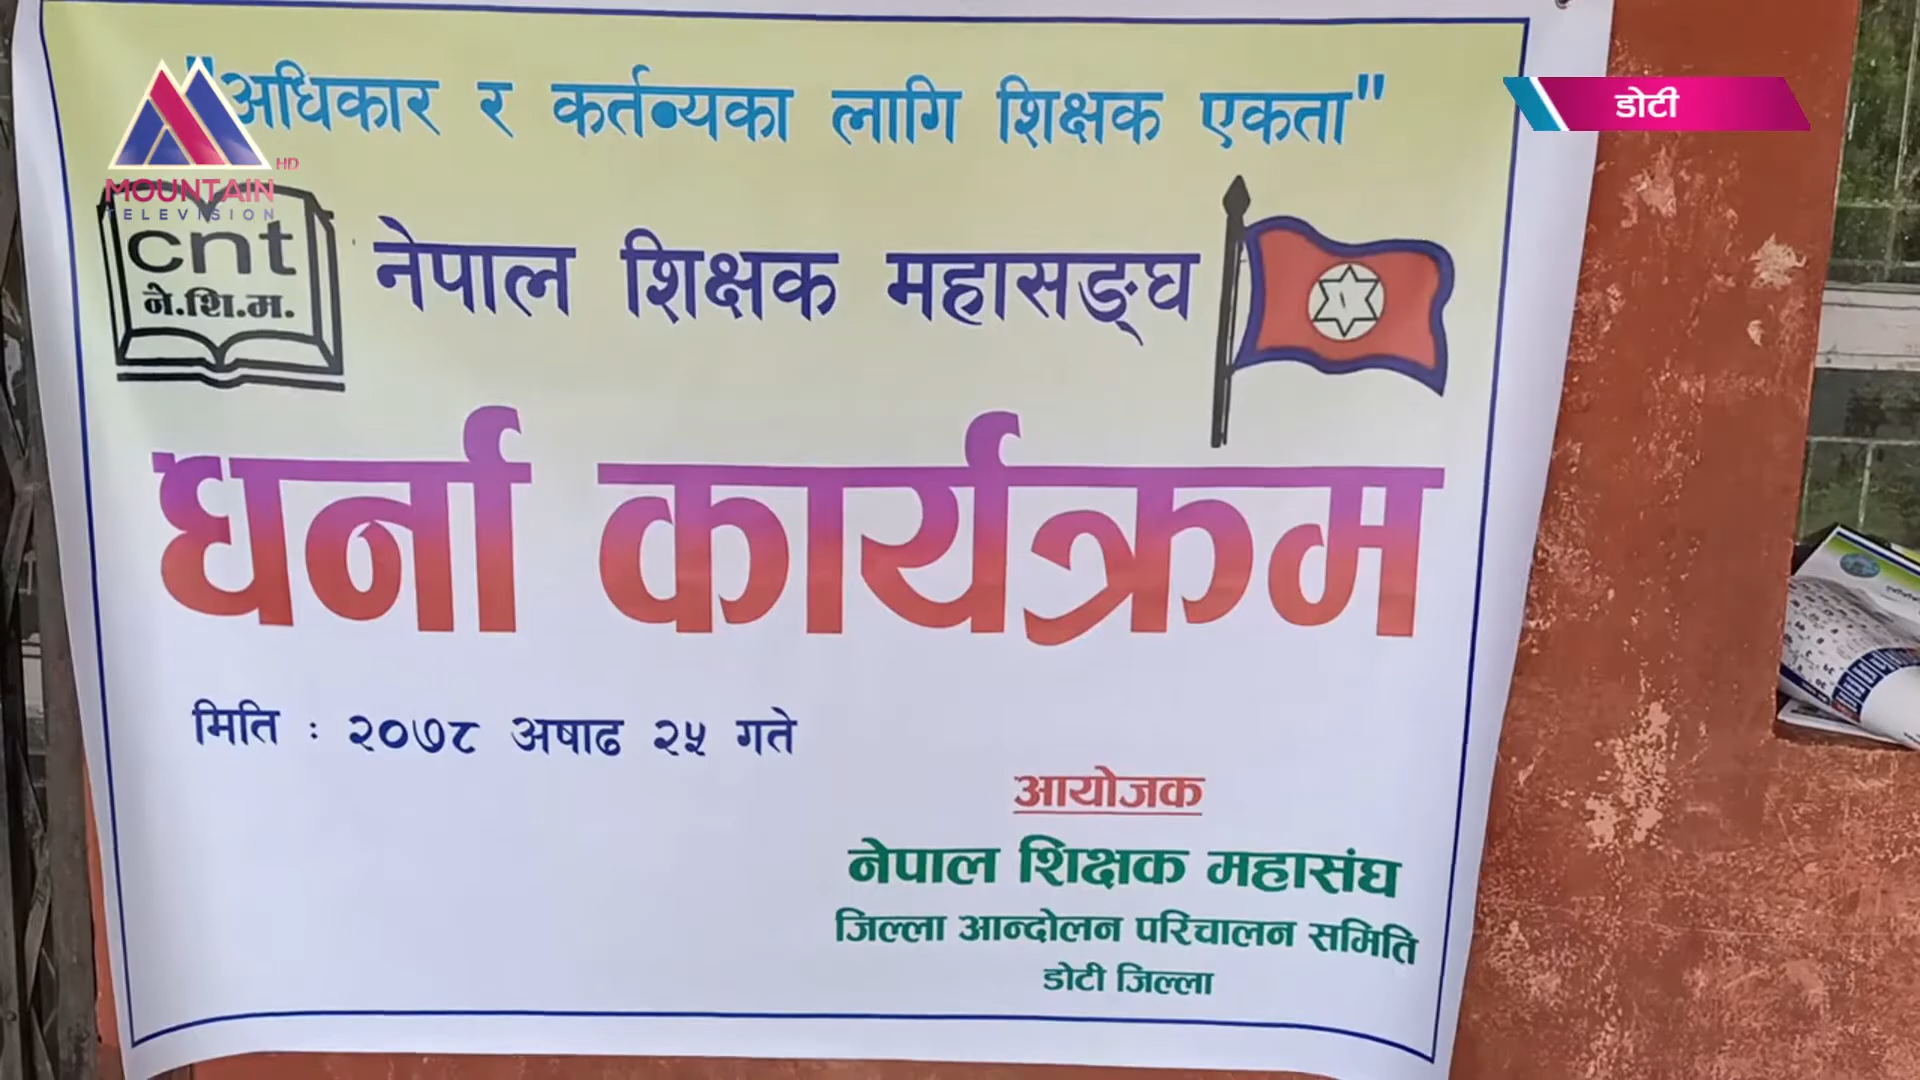 "अधिकार र कर्तव्यका लागि शिक्षक एकता"
डोटी
HD
MOUNTAIN
TELEVISION
cnt
ने.शि.म.
नेपाल शिक्षक महासङ्घ
धर्ना कार्यक्रम
मिति : २०७८ अषाढ २५ गते
आयोजक
नेपाल शिक्षक महासंघ
जिल्ला आन्दोलन परिचालन समिति
डोटी जिल्ला